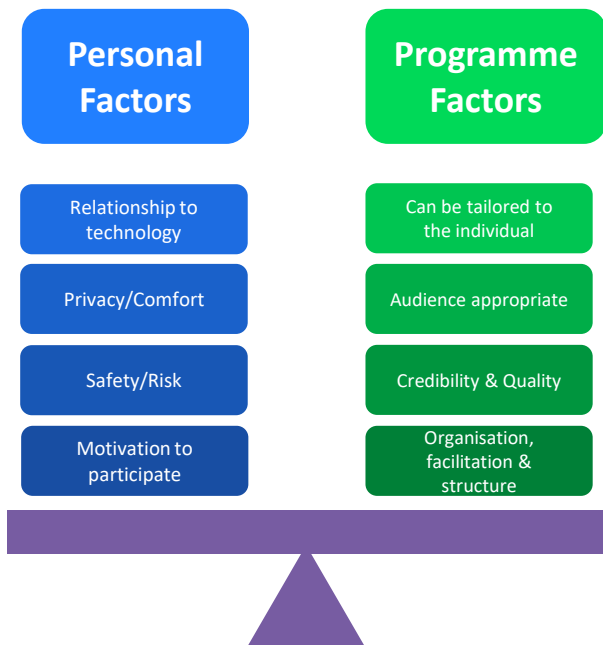 Personal
Factors
Relationship to
technology
Privacy/Comfort
Safety/Risk
Motivation to
participate
Programme
Factors
Can be tailored to
the individual
Audience appropriate
Credibility & Quality
Organisation,
facilitation &
structure